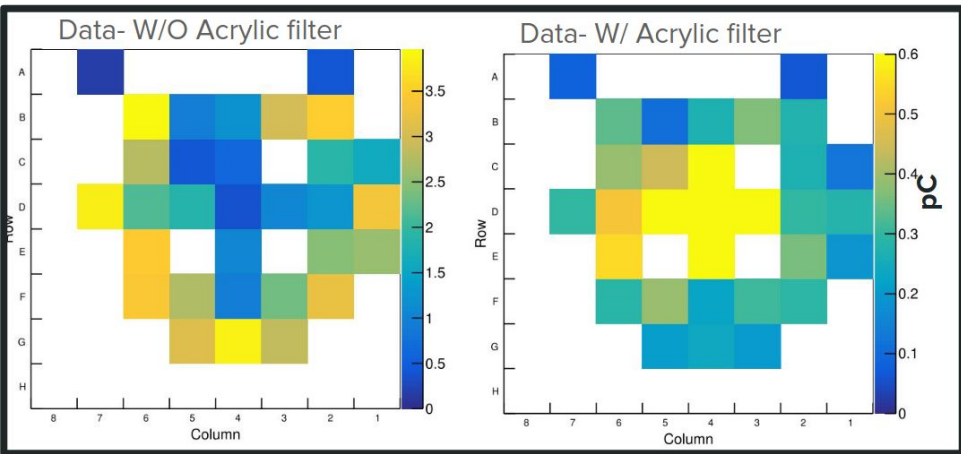 Data- W/O Acrylic filter
A
B
C
D
E
F
G
H
Row
8 7 6 5 4 3 2 1
Column
3.5
3
2.5
2
1.5
1
0.5
0
Data- W/ Acrylic filter
A
B
C
D
E
F
G
H
Row
8 7 6 5 4 3 2 1
Column
0.6
0.5
0.4
0.3
0.2
0.1
0
pC